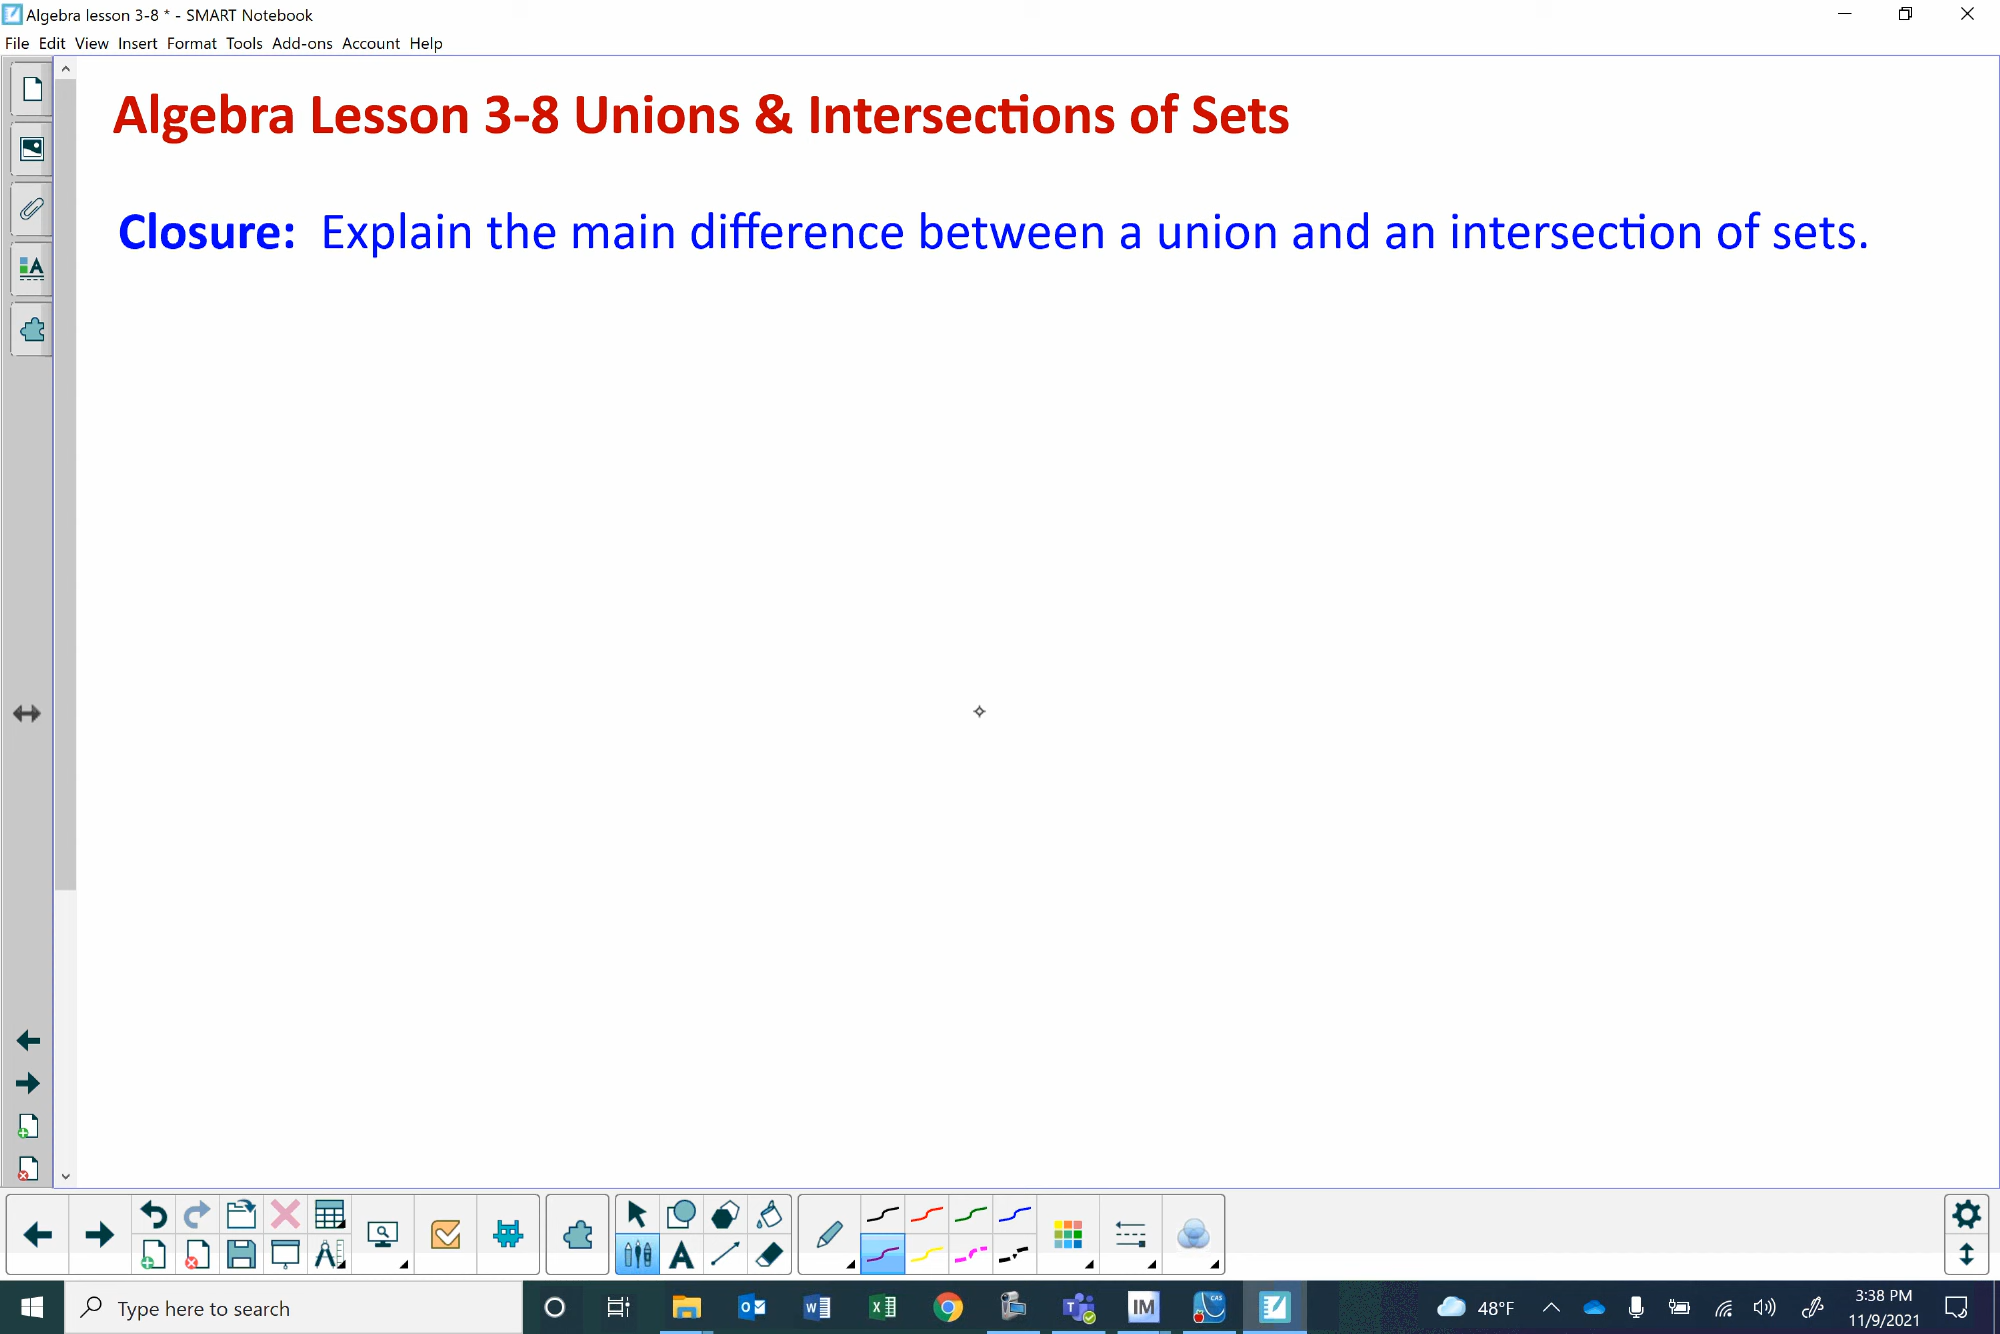 Algebra lesson 3-8 * - SMART Notebook
File Edit View Insert Format Tools Add-ons Account Help
Algebra Lesson 3-8 Unions & Intersections of Sets
Closure: Explain the main difference between a union and an intersection of sets.
Type here to search
48°F
3:38 PM
11/9/2021